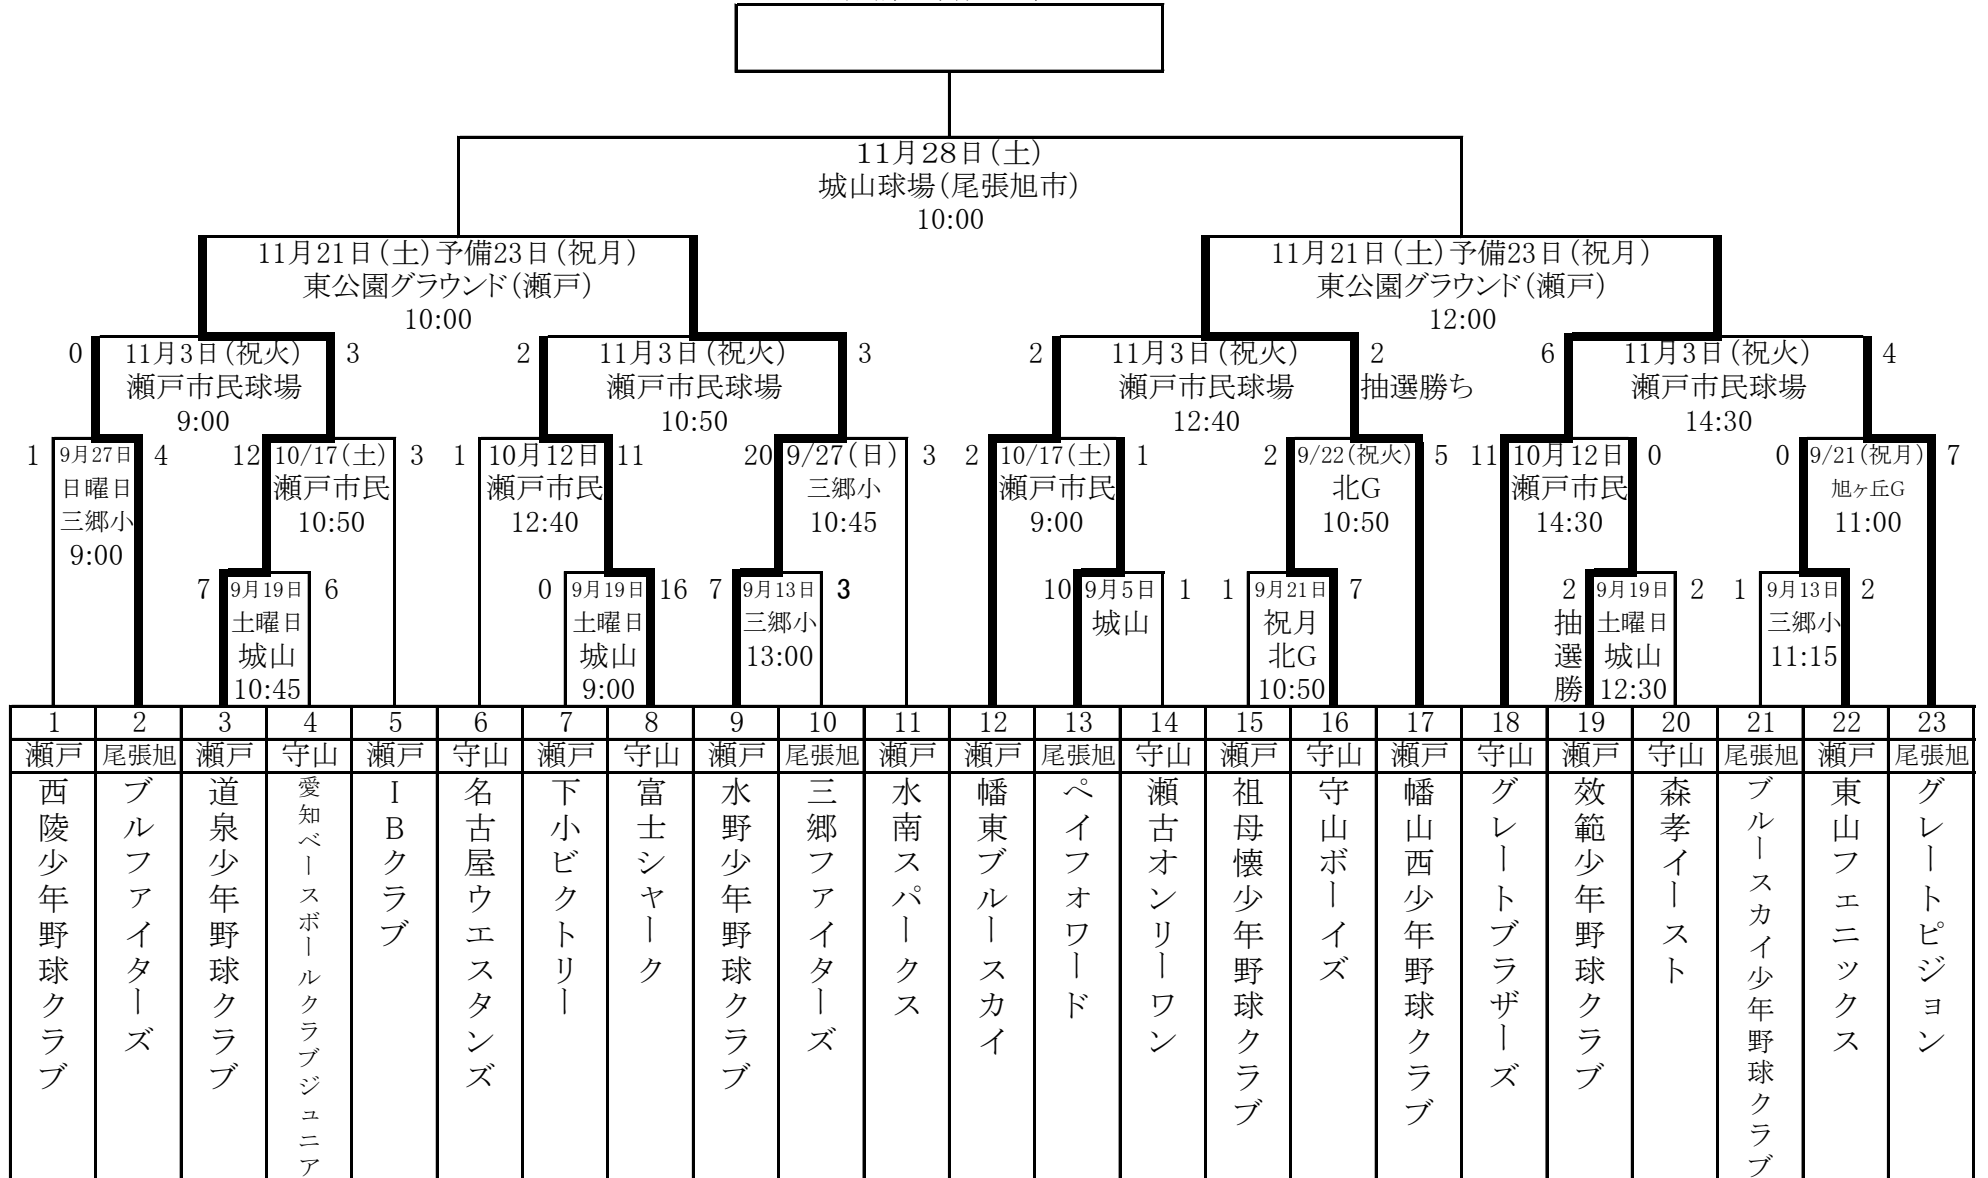 11月28日(土)
城山球場(尾張旭市)
10:00
11月21日(土)予備23日(祝月)
東公園グラウンド(瀬戸)
10:00
11月21日(土)予備23日(祝月)
東公園グラウンド(瀬戸)
12:00
0
11月3日(祝火)
瀬戸市民球場
9:00
3
2
11月3日(祝火)
瀬戸市民球場
10:50
3
2
11月3日(祝火)
瀬戸市民球場
12:40
2
抽選勝ち
6
11月3日(祝火)
瀬戸市民球場
14:30
4
1
9月27日
日曜日
三郷小
9:00
4
12
10/17(土)
瀬戸市民
10:50
3
1
10月12日
瀬戸市民
12:40
11
20
9/27(日)
三郷小
10:45
3
2
10/17(土)
瀬戸市民
9:00
1
2
9/22(祝火)
北G
10:50
5
11
10月12日
瀬戸市民
14:30
0
0
9/21(祝月)
旭ヶ丘G
11:00
7
7
9月19日
土曜日
城山
10:45
6
0
9月19日
土曜日
城山
9:00
16
7
9月13日
三郷小
13:00
3
10
9月5日
城山
1
1
9月21日
祝月
北G
10:50
7
2
抽選勝
9月19日
土曜日
城山
12:30
2
1
9月13日
三郷小
11:15
2
1 2 3 4 5 6 7 8 9 10 11 12 13 14 15 16 17 18 19 20 21 22 23
瀬戸 尾張旭 瀬戸 守山 瀬戸 守山 瀬戸 守山 瀬戸 尾張旭 瀬戸 瀬戸 尾張旭 守山 瀬戸 守山 瀬戸 守山 瀬戸 守山 尾張旭 瀬戸 尾張旭
西陵少年野球クラブ
ブルファイターズ
道泉少年野球クラブ
愛知ベースボールクラブジュニア
IBクラブ
名古屋ウエスタンズ
下小ビクトリー
富士シャーク
水野少年野球クラブ
三郷ファイターズ
水南スパークス
幡東ブルースカイ
ペイフォワード
瀬古オンリーワン
祖母懐少年野球クラブ
守山ボーイズ
幡山西少年野球クラブ
グレートブラザーズ
效範少年野球クラブ
森孝イースト
ブルースカイ少年野球クラブ
東山フェニックス
グレートピジョン